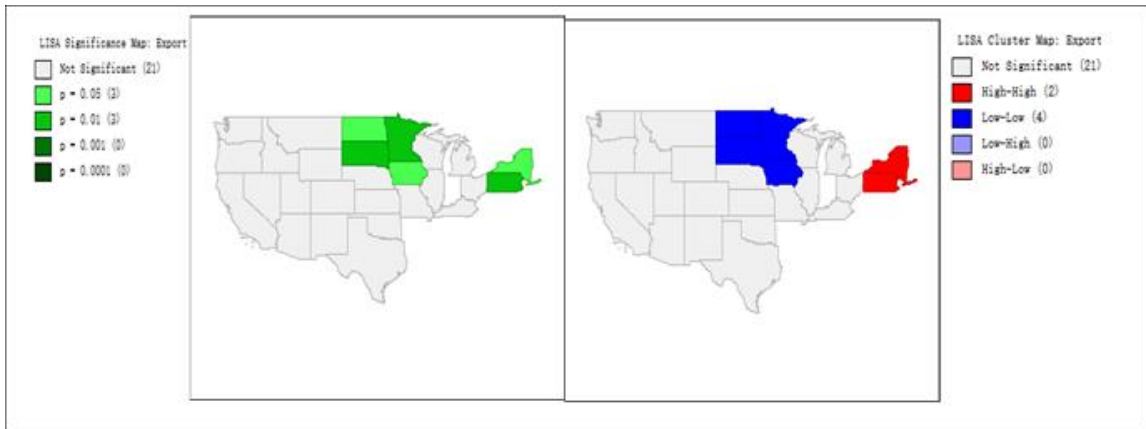 LISA Significance Map: Export
Not Significant (21)
p = 0.05 (3)
p = 0.01 (3)
p = 0.001 (0)
p = 0.0001 (0)
LISA Cluster Map: Export
Not Significant (21)
High-High (2)
Low-Low (4)
Low-High (0)
High-Low (0)